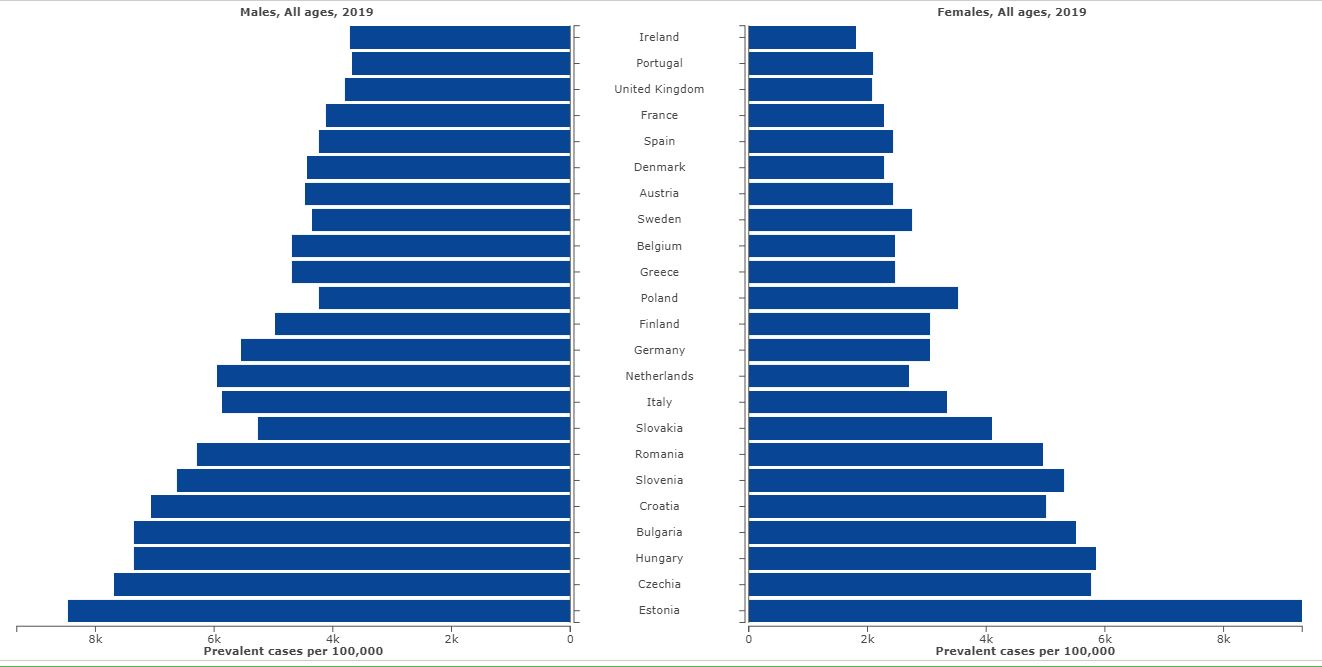 Males, All ages, 2019
Females, All ages, 2019
Ireland
Portugal
United Kingdom
France
Spain
Denmark
Austria
Sweden
Belgium
Greece
Poland
Finland
Germany
Netherlands
Italy
Slovakia
Romania
Slovenia
Croatia
Bulgaria
Hungary
Czechia
Estonia
8k 6k 4k 2k 0
0 2k 4k 6k 8k
Prevalent cases per 100,000
Prevalent cases per 100,000